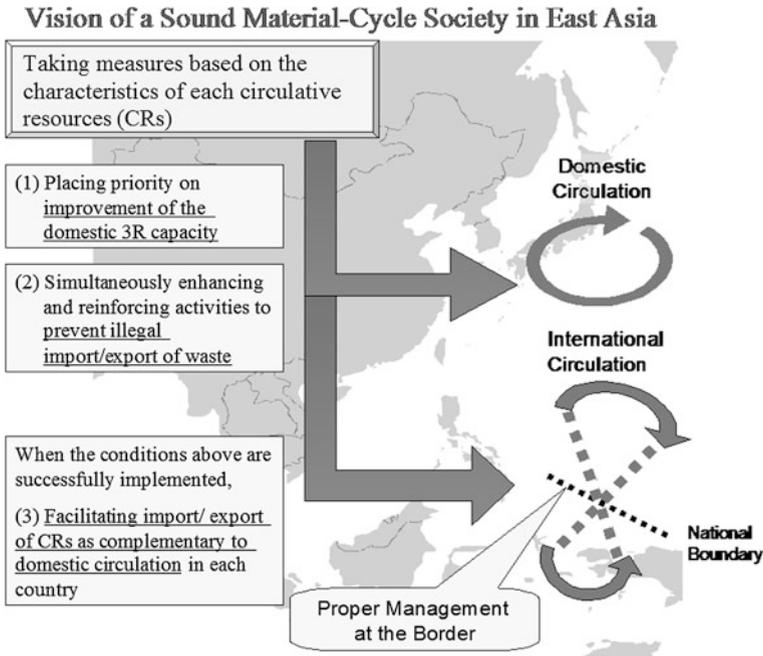 Vision of a Sound Material-Cycle Society in East Asia
Taking measures based on the
characteristics of each circulative
resources (CRs)
(1) Placing priority on
improvement of the
domestic 3R capacity
(2) Simultaneously enhancing
and reinforcing activities to
prevent illegal
import/export of waste
When the conditions above are
successfully implemented,
(3) Facilitating import/ export
of CRs as complementary to
domestic circulation in each
country
Domestic
Circulation
International
Circulation
National
Boundary
Proper Management
at the Border